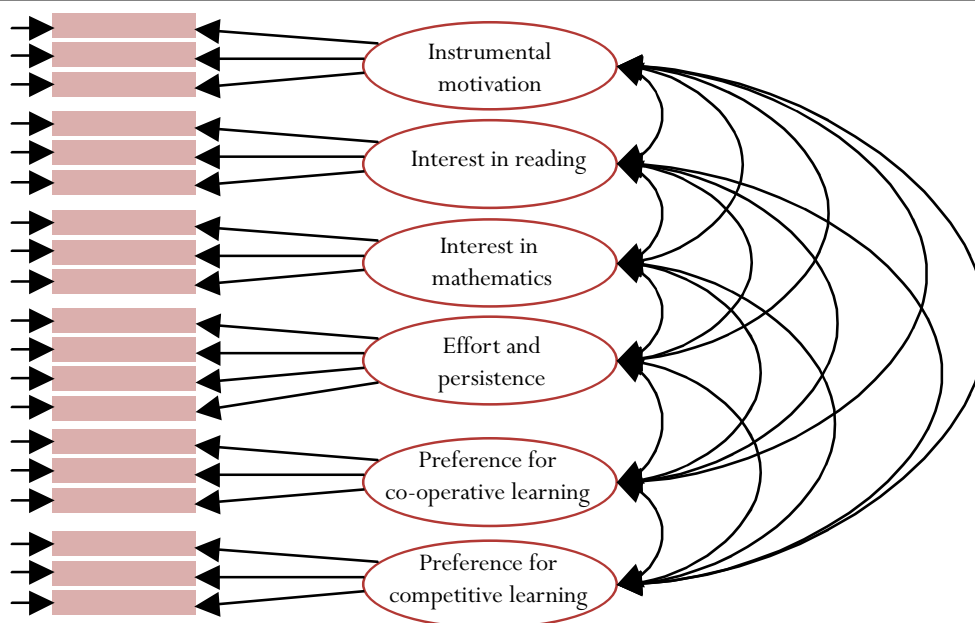 Instrumental
motivation
Interest in reading
Interest in
mathematics
Effort and
persistence
Preference for
co-operative learning
Preference for
competitive learning